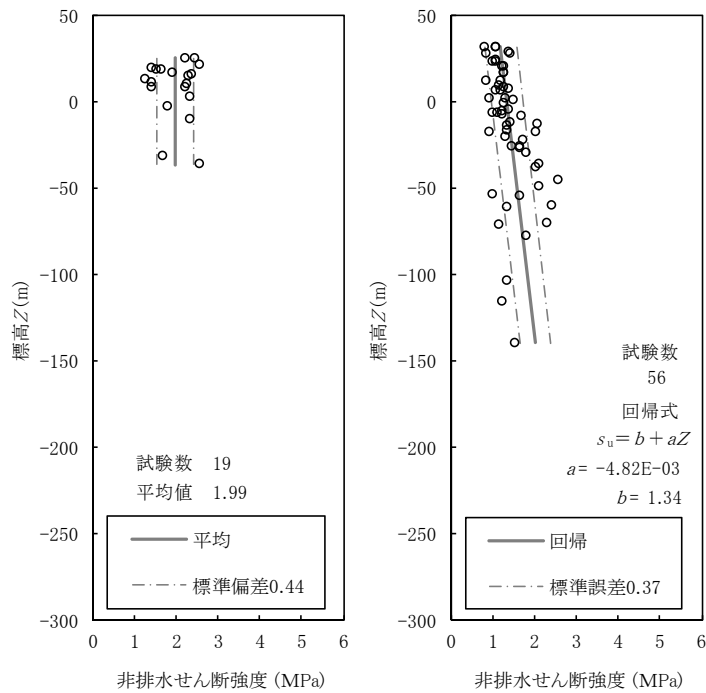 50
0
−50
−100
−150
−200
−250
−300
標高Z(m)
試験数 19
平均値 1.99
平均
標準偏差0.44
0 1 2 3 4 5 6
非排水せん断強度 (MPa)
50
0
−50
−100
−150
−200
−250
−300
標高Z(m)
試験数
56
回帰式
su＝b＋aZ
a= -4.82E-03
b= 1.34
回帰
標準誤差0.37
0 1 2 3 4 5 6
非排水せん断強度 (MPa)